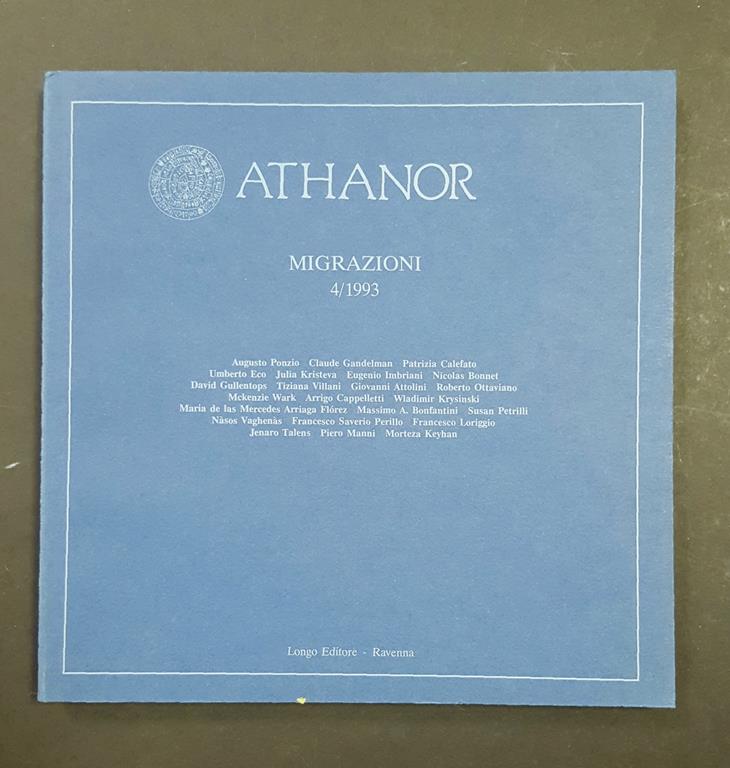 ATHANOR
MIGRAZIONI
4/1993
Augusto Ponzio Claude Gandelman Patrizia Calefato
Umberto Eco Julia Kristeva Eugenio Imbriani Nicolas Bonnet
David Gullentops Tiziana Villani Giovanni Attolini Roberto Ottaviano
Mckenzie Wark Arrigo Cappelletti Wladimir Krysinski
Maria de las Mercedes Arriaga Flórez Massimo A. Bonfantini Susan Petrilli
Nàsos Vaghenàs Francesco Saverio Perillo Francesco Loriggio
Jenaro Talens Piero Manni Morteza Keyhan
Longo Editore - Ravenna